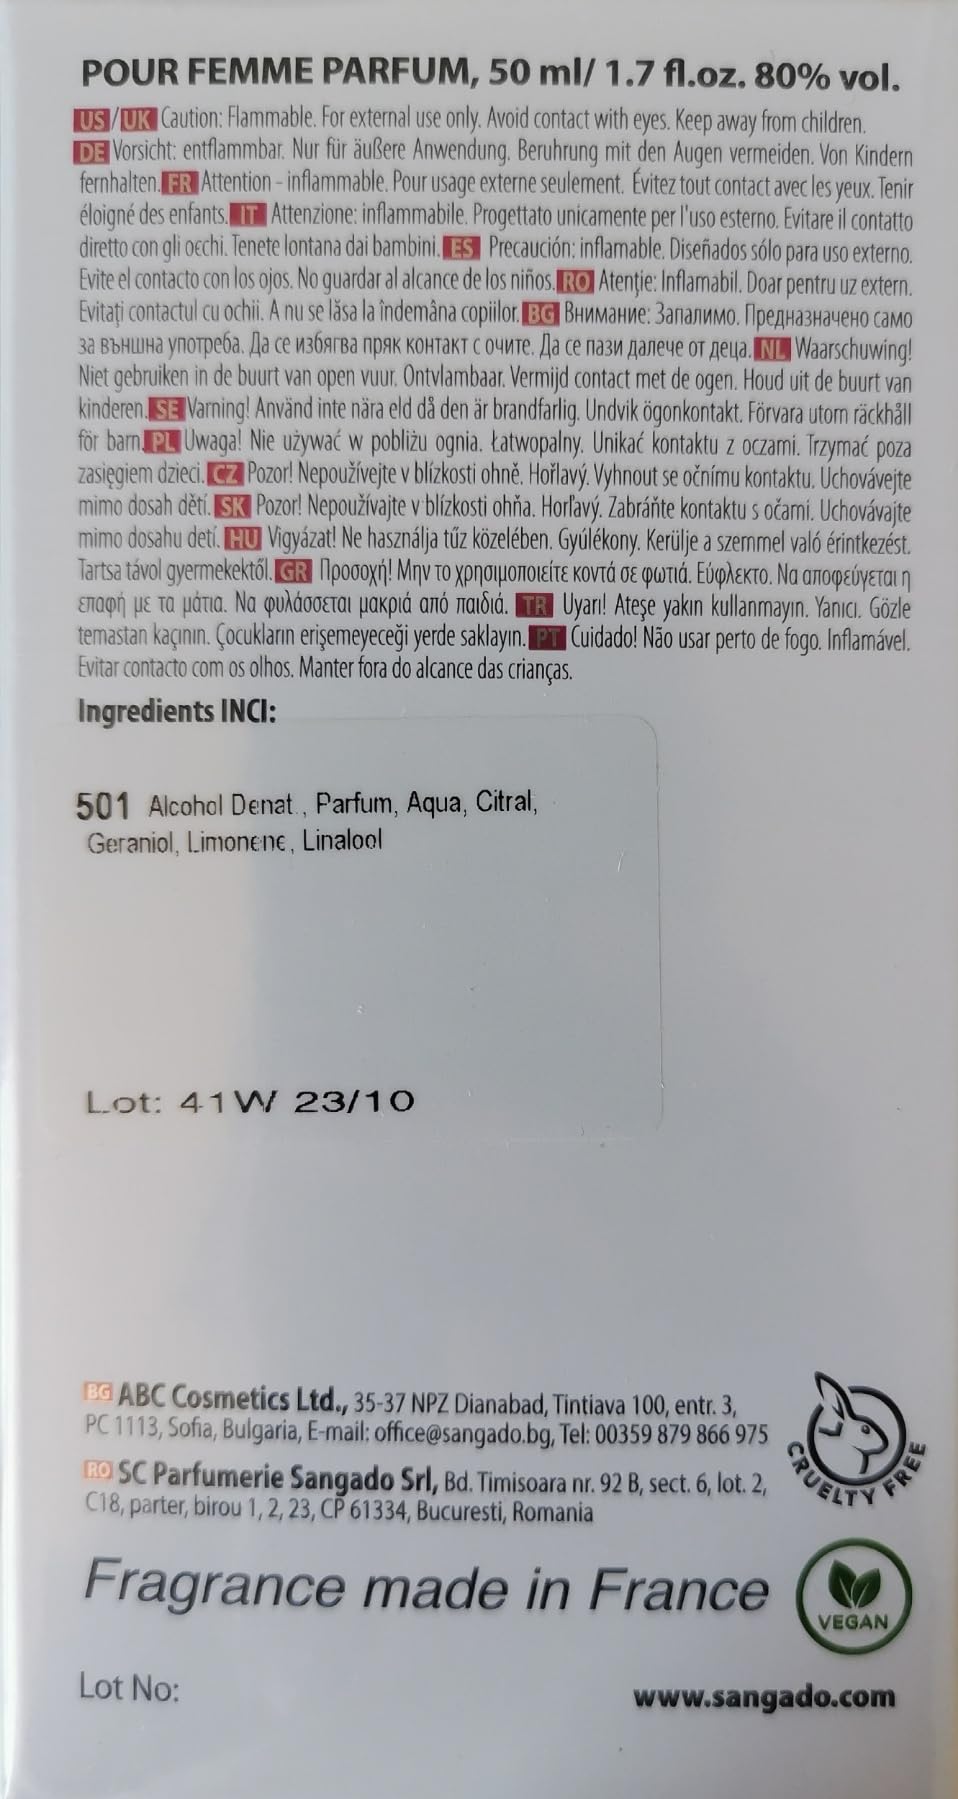 POUR FEMME PARFUM, 50 ml/ 1.7 fl.oz. 80% vol.
US/UK Caution: Flammable. For external use only. Avoid contact with eyes. Keep away from children.
DE Vorsicht: entflammbar. Nur für äußere Anwendung. Beruhrung mit den Augen vermeiden. Von Kindern
fernhalten. FR Attention - inflammable. Pour usage externe seulement. Évitez tout contact avec les yeux. Tenir
éloigné des enfants. IT Attenzione: inflammabile. Progettato unicamente per l'uso esterno. Evitare il contatto
diretto con gli occhi. Tenete lontana dai bambini. ES Precaución: inflamable. Diseñados sólo para uso externo.
Evite el contacto con los ojos. No guardar al alcance de los niños. RO Atenție: Inflamabil. Doar pentru uz extern.
Evitați contactul cu ochii. A nu se lăsa la îndemâna copiilor. BG Внимание: Запалимо. Предназначено само
за външна употреба. Да се избягва пряк контакт с очите. Да се пази далече от деца. NL Waarschuwing!
Niet gebruiken in de buurt van open vuur. Ontvlambaar. Vermijd contact met de ogen. Houd uit de buurt van
kinderen. SE Varning! Använd inte nära eld då den är brandfarlig. Undvik ögonkontakt. Förvara utom räckhåll
för barn. PL Uwaga! Nie używać w pobliżu ognia. Łatwopalny. Unikać kontaktu z oczami. Trzymać poza
zasięgiem dzieci. CZ Pozor! Nepoužívejte v blízkosti ohně. Hořlavý. Vyhnout se očnímu kontaktu. Uchovávejte
mimo dosah dětí. SK Pozor! Nepoužívajte v blízkosti ohňa. Horľavý. Zabráňte kontaktu s očami. Uchovávajte
mimo dosahu detí. HU Vigyázat! Ne használja tűz közelében. Gyúlékony. Kerülje a szemmel való érintkezést.
Tartsa távol gyermekektől. GR Προσοχή! Μην το χρησιμοποιείτε κοντά σε φωτιά. Εύφλεκτο. Να αποφεύγεται η
επαφή με τα μάτια. Να φυλάσσεται μακριά από παιδιά. TR Uyarı! Ateşe yakın kullanmayın. Yanıcı. Gözle
temastan kaçının. Çocukların erişemeyeceği yerde saklayın. PT Cuidado! Não usar perto de fogo. Inflamável.
Evitar contacto com os olhos. Manter fora do alcance das crianças.
Ingredients INCI:
501 Alcohol Denat., Parfum, Aqua, Citral,
Geraniol, Limonene, Linalool
Lot: 41W 23/10
BG ABC Cosmetics Ltd., 35-37 NPZ Dianabad, Tintiava 100, entr. 3,
PC 1113, Sofia, Bulgaria, E-mail: office@sangado.bg, Tel: 00359 879 866 975
RO SC Parfumerie Sangado Srl, Bd. Timisoara nr. 92 B, sect. 6, lot. 2,
C18, parter, birou 1, 2, 23, CP 61334, Bucuresti, Romania
CRUELTY FREE
Fragrance made in France
VEGAN
Lot No:
www.sangado.com